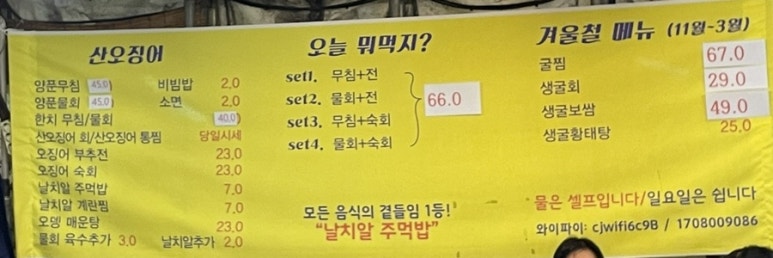 산오징어
양푼무침 45.0) 비빔밥 2.0
양푼물회 45.0) 소면 2.0
한치 무침/물회 40.0)
산오징어 회/산오징어 통찜 당일시세
오징어 부추전 23.0
오징어 숙회 23.0
날치알 주먹밥 7.0
날치알 계란찜 7.0
오뎅 매운탕 23.0
물회 육수추가 3.0 날치알추가 2.0
오늘 뭐먹지?
set1. 무침+전
set2. 물회+전
set3. 무침+숙회
set4. 물회+숙회
66.0
모든 음식의 곁들임 1등!
"날치알 주먹밥"
겨울철 메뉴 (11월-3월)
굴찜 67.0
생굴회 29.0
생굴보쌈 49.0
생굴황태탕 25.0
물은 셀프입니다/일요일은 쉽니다
와이파이: cjwifi6c9B / 1708009086